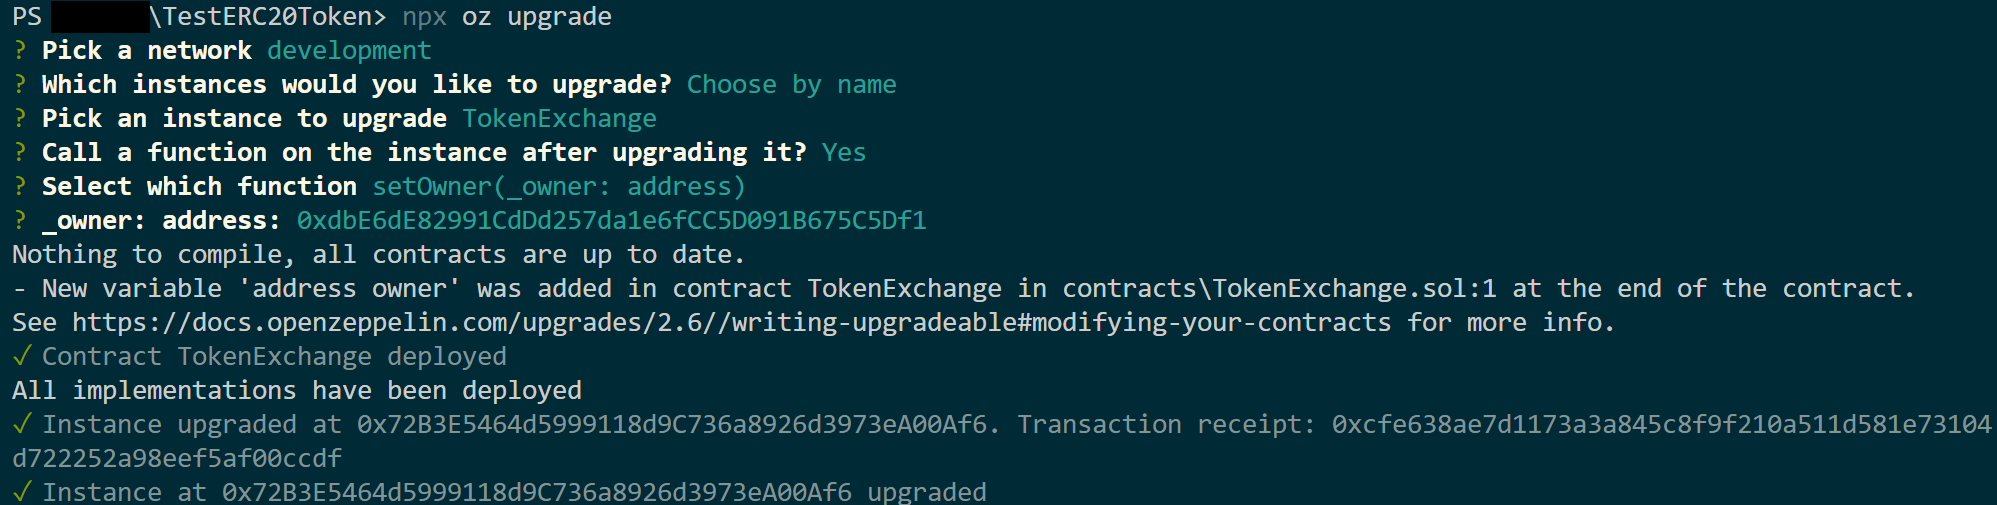 PS \TestERC20Token> npx oz upgrade
? Pick a network development
? Which instances would you like to upgrade? Choose by name
? Pick an instance to upgrade TokenExchange
? Call a function on the instance after upgrading it? Yes
? Select which function setOwner(_owner: address)
? _owner: address: 0xdbE6dE82991CdDd257da1e6fCC5D091B675C5Df1
Nothing to compile, all contracts are up to date.
- New variable 'address owner' was added in contract TokenExchange in contracts\TokenExchange.sol:1 at the end of the contract.
See https://docs.openzeppelin.com/upgrades/2.6//writing-upgradeable#modifying-your-contracts for more info.
✓ Contract TokenExchange deployed
All implementations have been deployed
✓ Instance upgraded at 0x72B3E5464d5999118d9C736a8926d3973eA00Af6. Transaction receipt: 0xcfe638ae7d1173a3a845c8f9f210a511d581e73104
d722252a98eef5af00ccdf
✓ Instance at 0x72B3E5464d5999118d9C736a8926d3973eA00Af6 upgraded